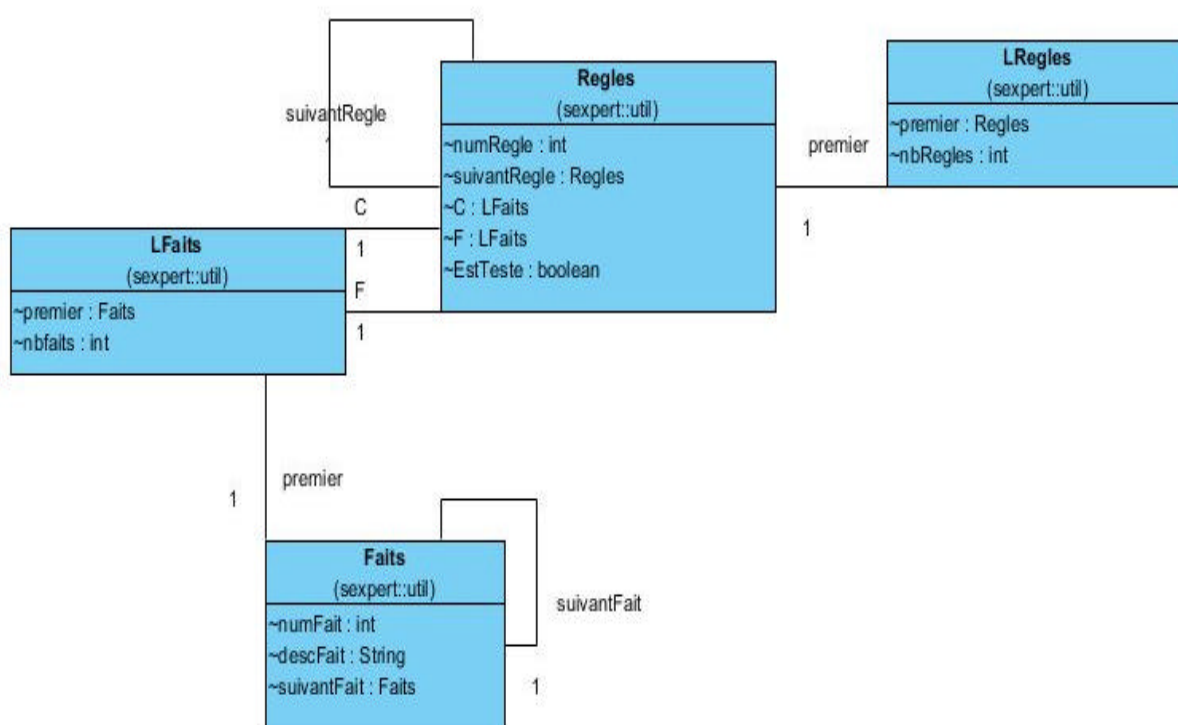 suivantRegle
1
Regles
(sexpert::util)
~numRegle : int
~suivantRegle : Regles
~C : LFaits
~F : LFaits
~EstTeste : boolean
premier
1
LRegles
(sexpert::util)
~premier : Regles
~nbRegles : int
C
1
F
1
LFaits
(sexpert::util)
~premier : Faits
~nbfaits : int
premier
1
Faits
(sexpert::util)
~numFait : int
~descFait : String
~suivantFait : Faits
suivantFait
1